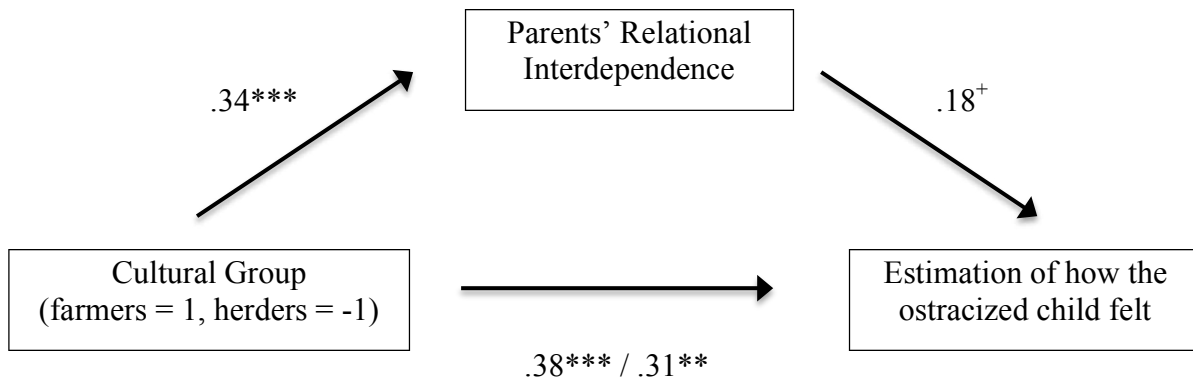 Parents’ Relational
Interdependence
.34***
.18+
Cultural Group
(farmers = 1, herders = -1)
Estimation of how the
ostracized child felt
.38*** / .31**